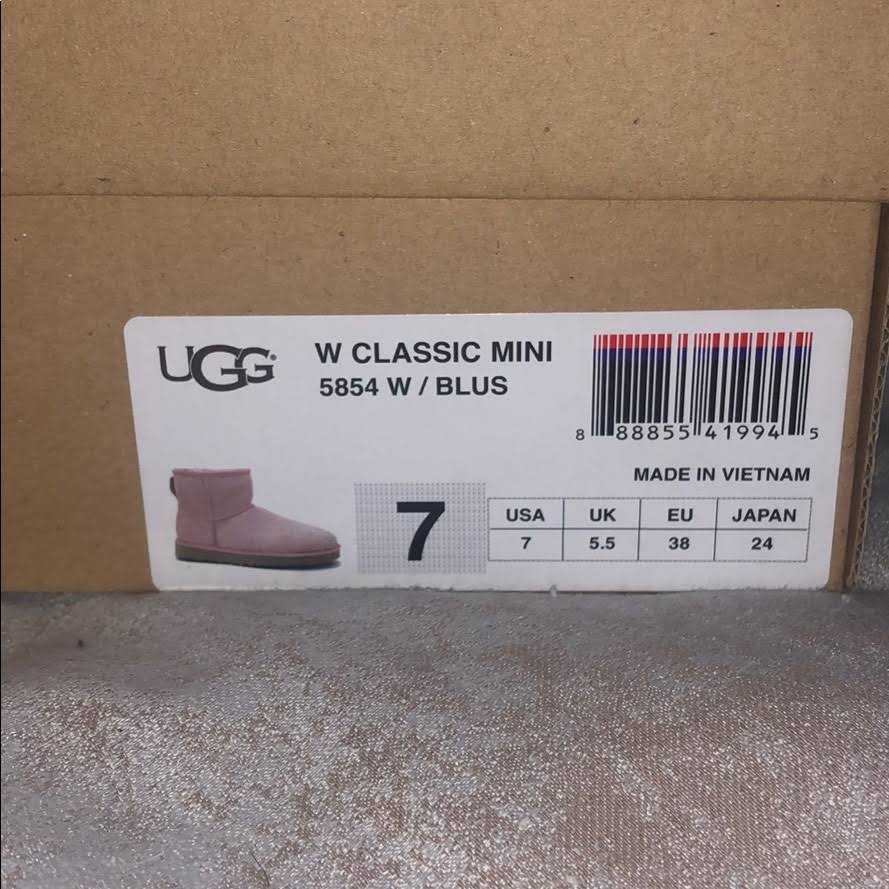 UGG®
W CLASSIC MINI
5854 W / BLUS
8 88855 41994 5
MADE IN VIETNAM
7
USA UK EU JAPAN
7 5.5 38 24